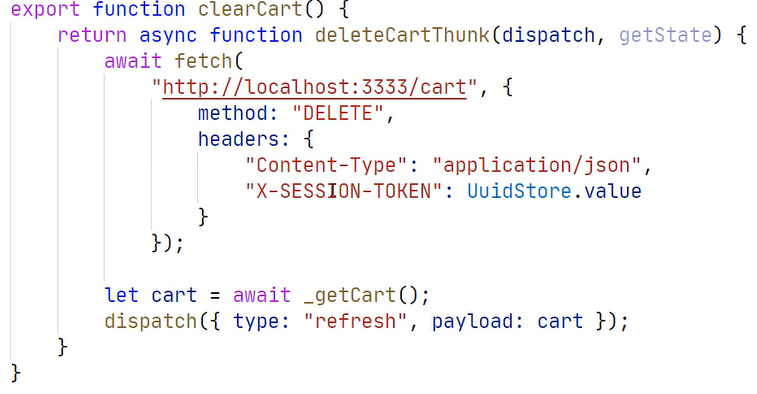 export function clearCart() {
    return async function deleteCartThunk(dispatch, getState) {
        await fetch(
            "http://localhost:3333/cart", {
                method: "DELETE",
                headers: {
                    "Content-Type": "application/json",
                    "X-SESSION-TOKEN": UuidStore.value
                }
            });
        let cart = await _getCart();
        dispatch({ type: "refresh", payload: cart });
    }
}